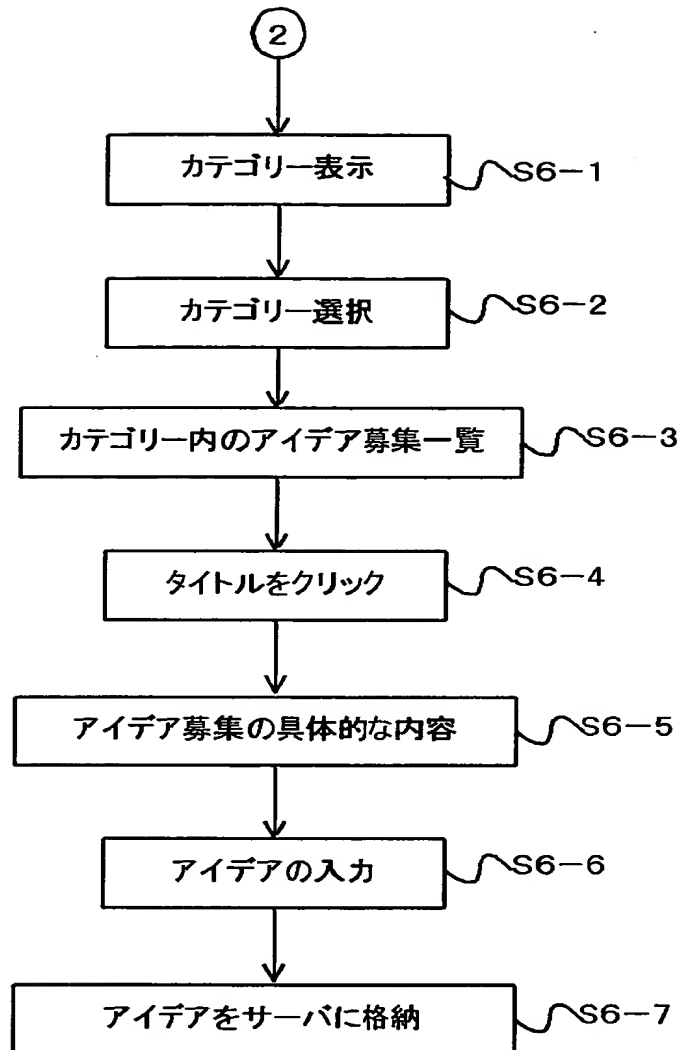 2
カテゴリー表示 S6-1
カテゴリー選択 S6-2
カテゴリー内のアイデア募集一覧 S6-3
タイトルをクリック S6-4
アイデア募集の具体的な内容 S6-5
アイデアの入力 S6-6
アイデアをサーバに格納 S6-7